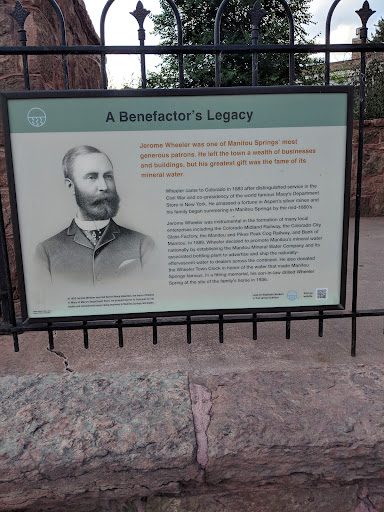 A Benefactor's Legacy
Jerome Wheeler was one of Manitou Springs' most
generous patrons. He left the town a wealth of businesses
and buildings, but his greatest gift was the fame of its
mineral water.
Wheeler came to Colorado in 1883 after distinguished service in the
Civil War and co-presidency of the world famous Macy's Department
Store in New York. He amassed a fortune in Aspen's silver mines and
his family began summering in Manitou Springs by the mid-1880's.
Jerome Wheeler was instrumental in the formation of many local
enterprises including the Colorado Midland Railway, the Colorado City
Glass Factory, the Manitou and Pikes Peak Cog Railway, and Bank of
Manitou. In 1889, Wheeler decided to promote Manitou's mineral water
nationally by establishing the Manitou Mineral Water Company and its
associated bottling plant to advertise and ship the naturally-
effervescent water to dealers across the continent. He also donated
the Wheeler Town Clock in honor of the water that made Manitou
Springs famous. In a fitting memorial, his son-in-law drilled Wheeler
Spring at the site of the family's home in 1936.